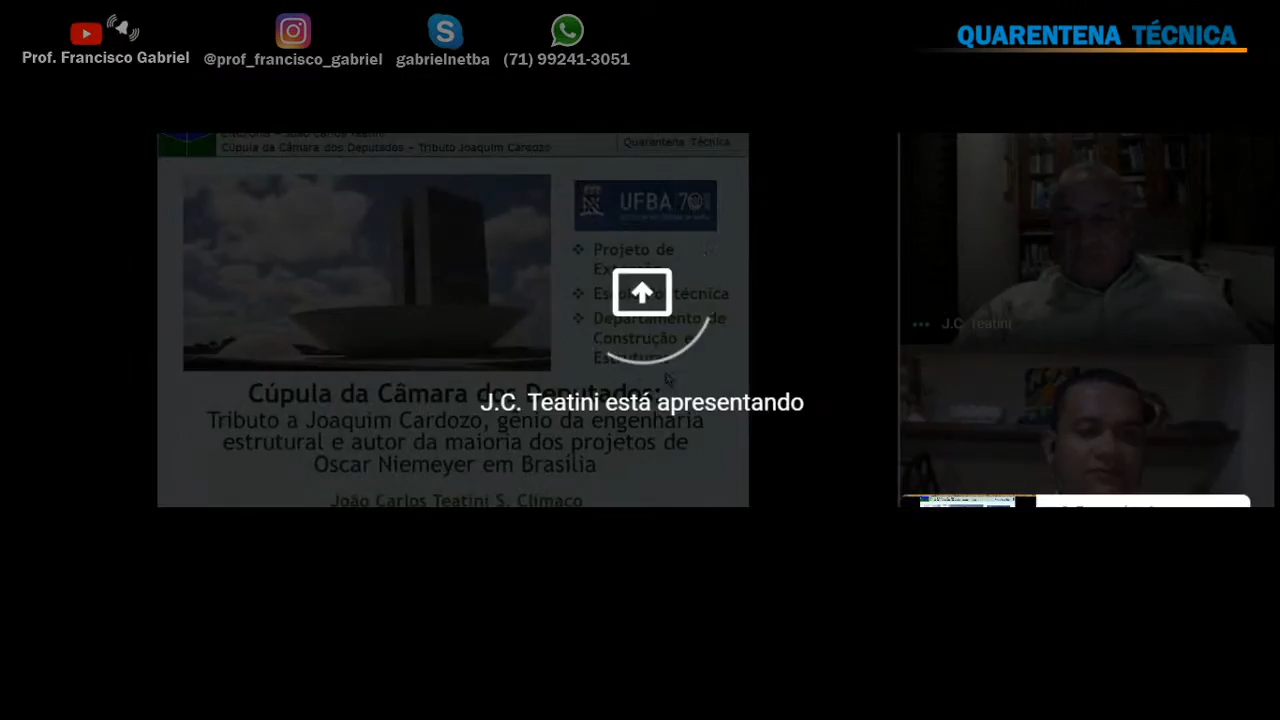 Prof. Francisco Gabriel
@prof_francisco_gabriel
gabrielnetba
(71) 99241-3051
QUARENTENA TÉCNICA
Cúpula da Câmara dos Deputados – Tributo Joaquim Cardozo
Quarentena Técnica
UFBA 70
Projeto de
Escola Politécnica
Departamento de
Construção e
Estruturas
J.C. Teatini está apresentando
Cúpula da Câmara dos Deputados:
Tributo a Joaquim Cardozo, gênio da engenharia
estrutural e autor da maioria dos projetos de
Oscar Niemeyer em Brasília
João Carlos Teatini S. Clímaco
J.C. Teatini